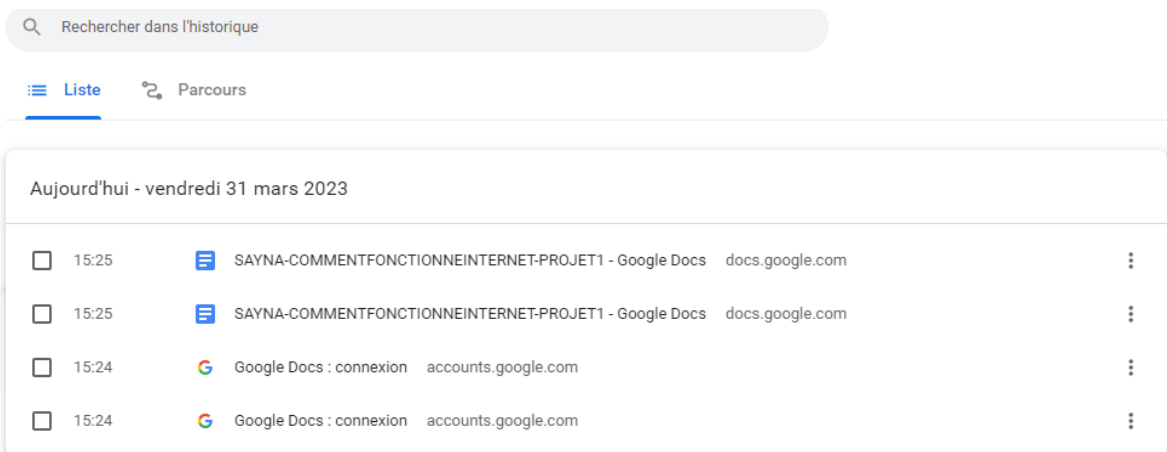 Rechercher dans l'historique
Liste Parcours
Aujourd'hui - vendredi 31 mars 2023
15:25 SAYNA-COMMENTFONCTIONNEINTERNET-PROJET1 - Google Docs docs.google.com
15:25 SAYNA-COMMENTFONCTIONNEINTERNET-PROJET1 - Google Docs docs.google.com
15:24 Google Docs : connexion accounts.google.com
15:24 Google Docs : connexion accounts.google.com